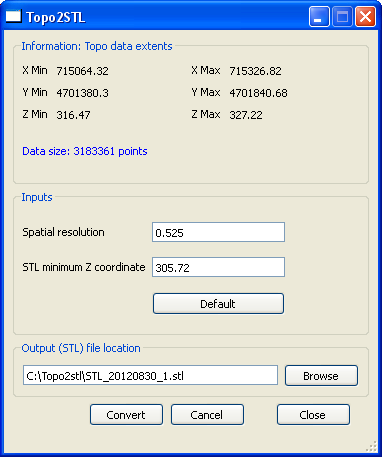 Topo2STL
Information: Topo data extents
X Min 715064.32 X Max 715326.82
Y Min 4701380.3 Y Max 4701840.68
Z Min 316.47 Z Max 327.22
Data size: 3183361 points
Inputs
Spatial resolution 0.525
STL minimum Z coordinate 305.72
Default
Output (STL) file location
C:\Topo2stl\STL_20120830_1.stl Browse
Convert Cancel Close